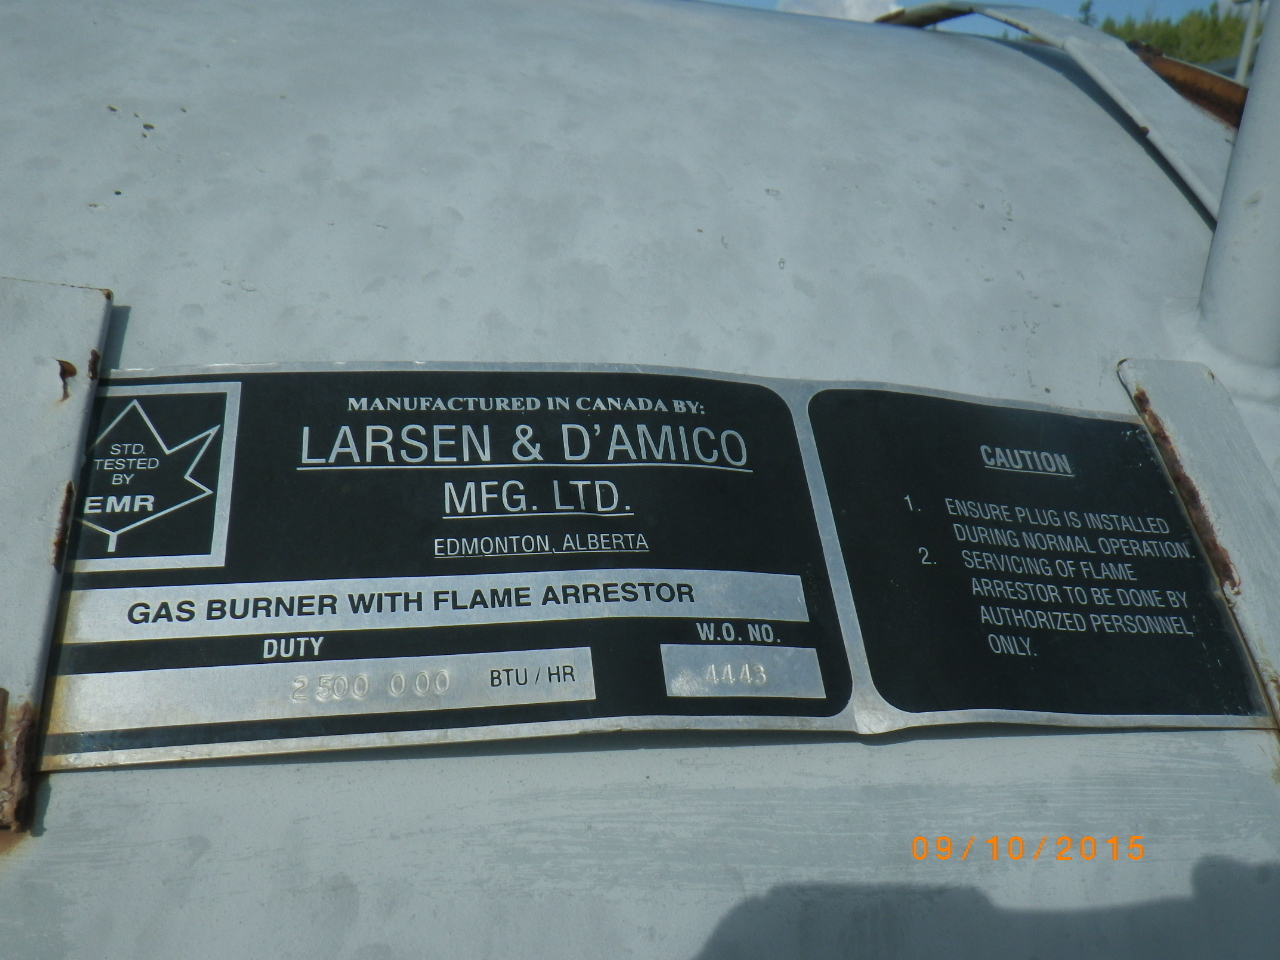 STD.
TESTED
BY
EMR
MANUFACTURED IN CANADA BY:
LARSEN & D'AMICO
MFG. LTD.
EDMONTON, ALBERTA
GAS BURNER WITH FLAME ARRESTOR
DUTY
2 500 000 BTU / HR
W.O. NO.
4443
CAUTION
1. ENSURE PLUG IS INSTALLED
DURING NORMAL OPERATION.
2. SERVICING OF FLAME
ARRESTOR TO BE DONE BY
AUTHORIZED PERSONNEL
ONLY.
09/10/2015